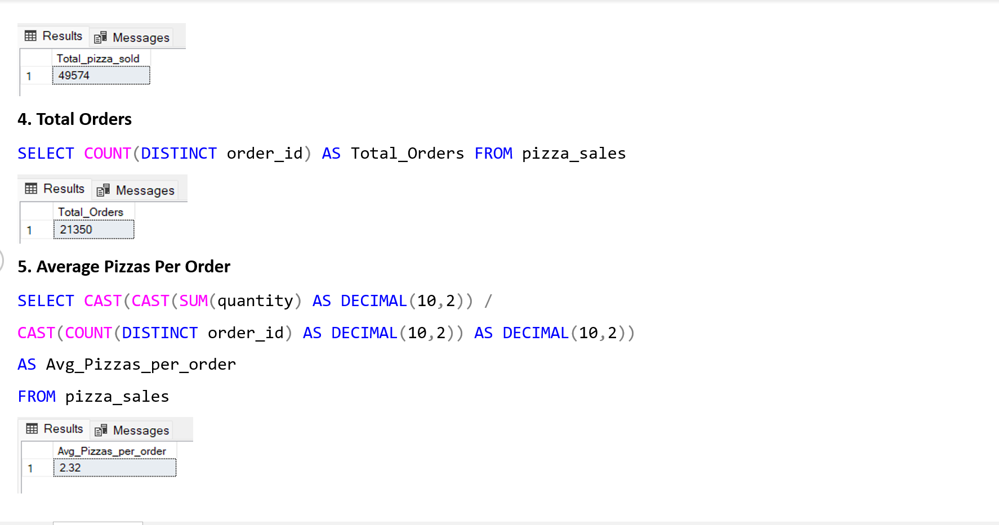 Results Messages
Total_pizza_sold
1 49574
4. Total Orders
SELECT COUNT(DISTINCT order_id) AS Total_Orders FROM pizza_sales
Results Messages
Total_Orders
1 21350
5. Average Pizzas Per Order
SELECT CAST(CAST(SUM(quantity) AS DECIMAL(10,2)) /
CAST(COUNT(DISTINCT order_id) AS DECIMAL(10,2)) AS DECIMAL(10,2))
AS Avg_Pizzas_per_order
FROM pizza_sales
Results Messages
Avg_Pizzas_per_order
1 2.32